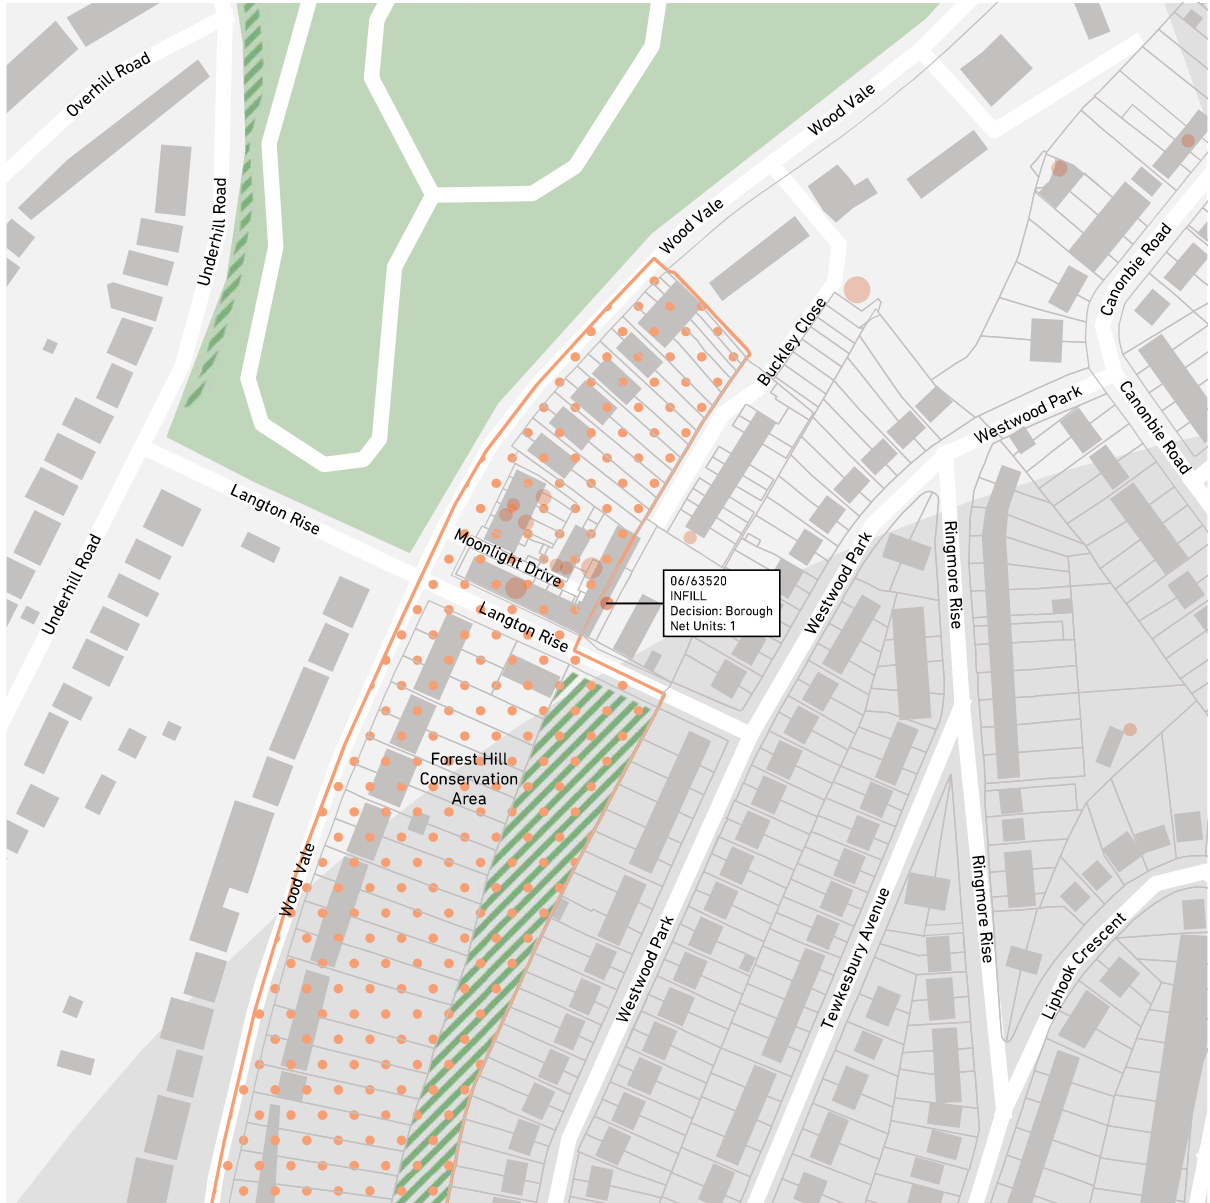 Overhill Road
Wood Vale
Underhill Road
Wood Vale
Canonbie Road
Buckley Close
Westwood Park
Canonbie Road
Langton Rise
Underhill Road
Moonlight Drive
Westwood Park
Ringmore Rise
06/63520
INFILL
Decision: Borough
Net Units: 1
Langton Rise
Forest Hill
Conservation
Area
Wood Vale
Westwood Park
Tewkesbury Avenue
Ringmore Rise
Liphook Crescent